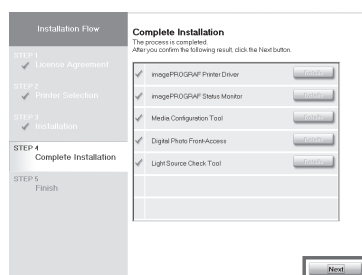 Installation Flow
STEP 1
License Agreement
STEP 2
Printer Selection
STEP 3
Installation
STEP 4
Complete Installation
STEP 5
Finish
Complete Installation
The process is completed.
After you confirm the following result, click the Next button.
imagePROGRAF Printer Driver
imagePROGRAF Status Monitor
Media Configuration Tool
Digital Photo Front-Access
Light Source Check Tool
Next